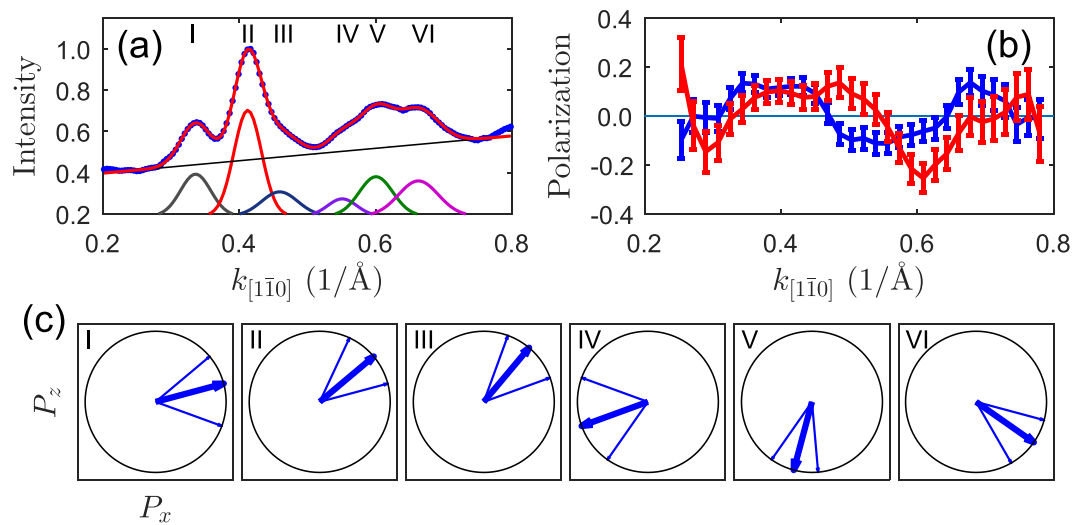 (a) I II III IV V VI
Intensity
1.0
0.8
0.6
0.4
0.2
0.2 0.4 0.6 0.8
k[11̄0] (1/Å)
(b)
Polarization
0.4
0.2
0.0
-0.2
-0.4
0.2 0.4 0.6 0.8
k[11̄0] (1/Å)
(c)
I II III IV V VI
Pz
Px